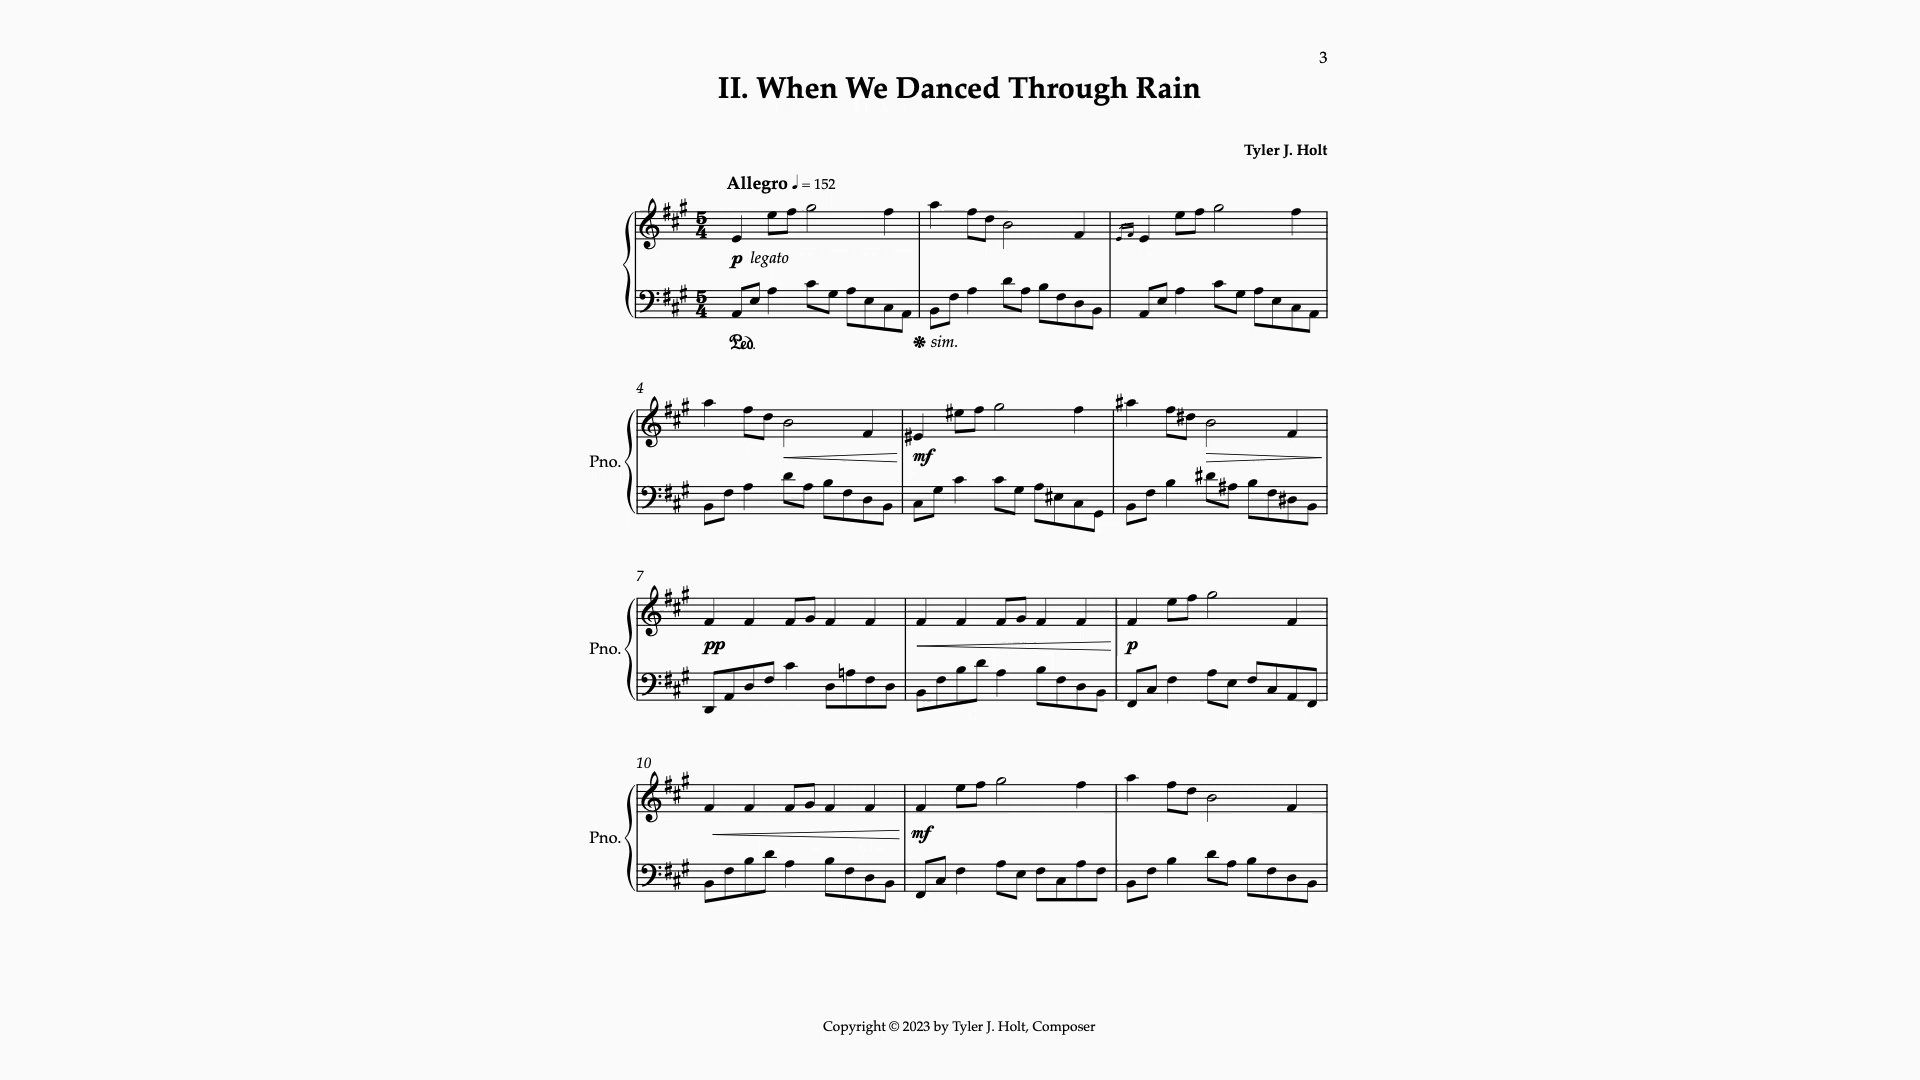 3
II. When We Danced Through Rain
Tyler J. Holt
Allegro ♩ = 152
5
4
p legato
5
4
Ped. sim.
4
Pno.
mf
7
Pno.
pp
p
10
Pno.
mf
Copyright © 2023 by Tyler J. Holt, Composer